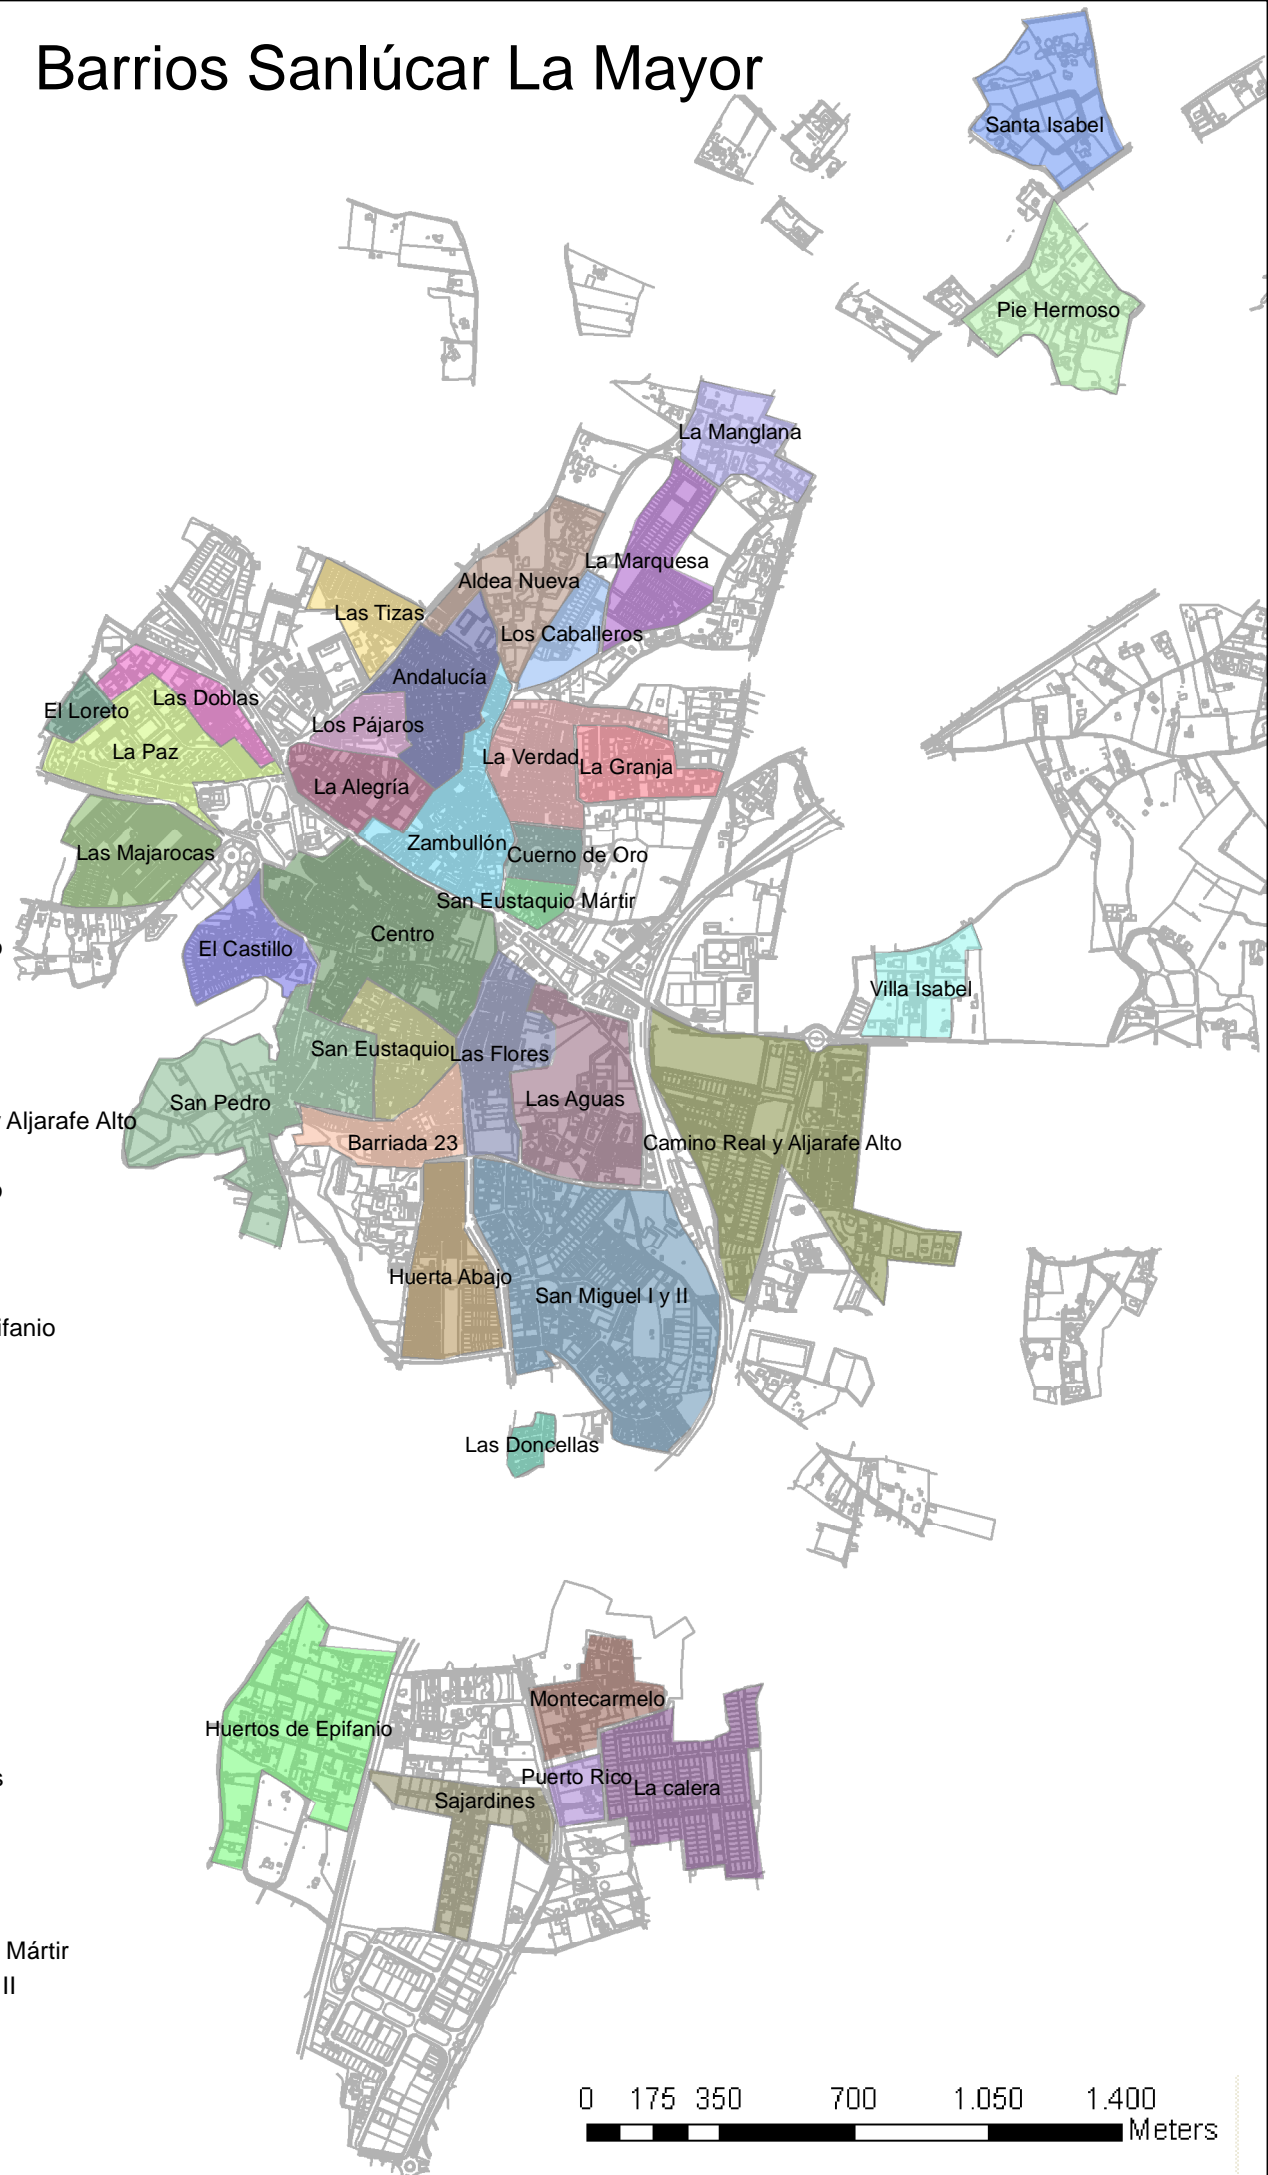 Barrios Sanlúcar La Mayor
Santa Isabel
Pie Hermoso
La Manglana
La Marquesa
Aldea Nueva
Las Tizas
Los Caballeros
Andalucía
Las Doblas
El Loreto
Los Pájaros
La Paz
La Verdad
La Granja
La Alegría
Zambullón
Las Majarocas
Cuerno de Oro
San Eustaquio Mártir
Centro
o
El Castillo
Villa Isabel
San Eustaquio
Las Flores
Las Aguas
San Pedro
Aljarafe Alto
Barriada 23
Camino Real y Aljarafe Alto
o
Huerta Abajo
San Miguel I y II
ifanio
Las Doncellas
Montecarmelo
Huertos de Epifanio
Puerto Rico
s
La calera
Sajardines
Mártir
II
0 175 350 700 1.050 1.400
Meters